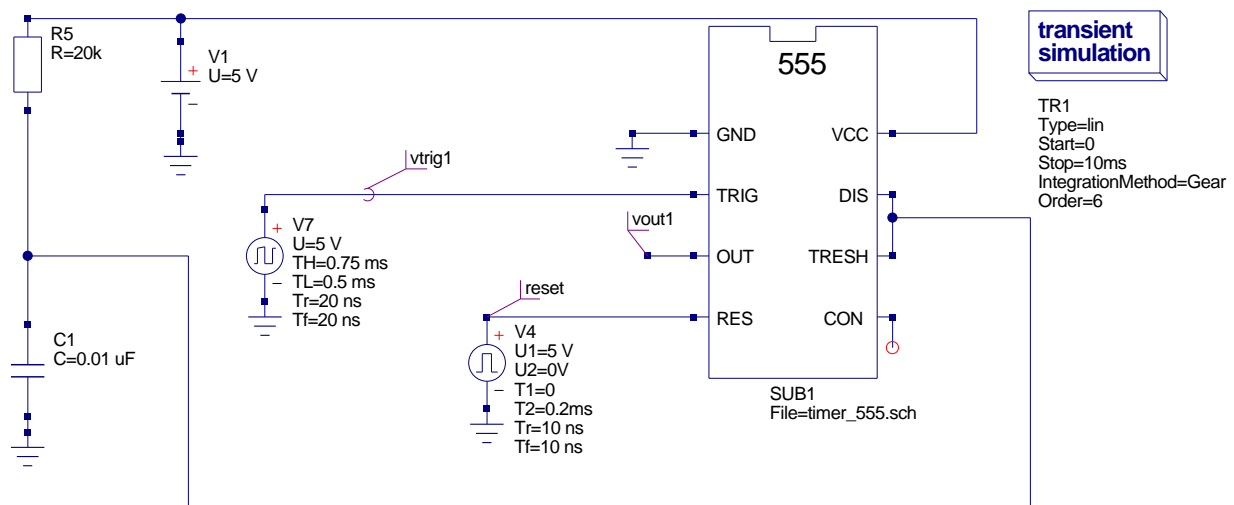 R5
R=20k
V1
U=5 V
+
−
555
GND
VCC
TRIG
DIS
OUT
TRESH
RES
CON
SUB1
File=timer_555.sch
transient
simulation
TR1
Type=lin
Start=0
Stop=10ms
IntegrationMethod=Gear
Order=6
vtrig1
V7
U=5 V
TH=0.75 ms
TL=0.5 ms
Tr=20 ns
Tf=20 ns
+
−
vout1
reset
V4
U1=5 V
U2=0V
T1=0
T2=0.2ms
Tr=10 ns
Tf=10 ns
+
−
C1
C=0.01 uF